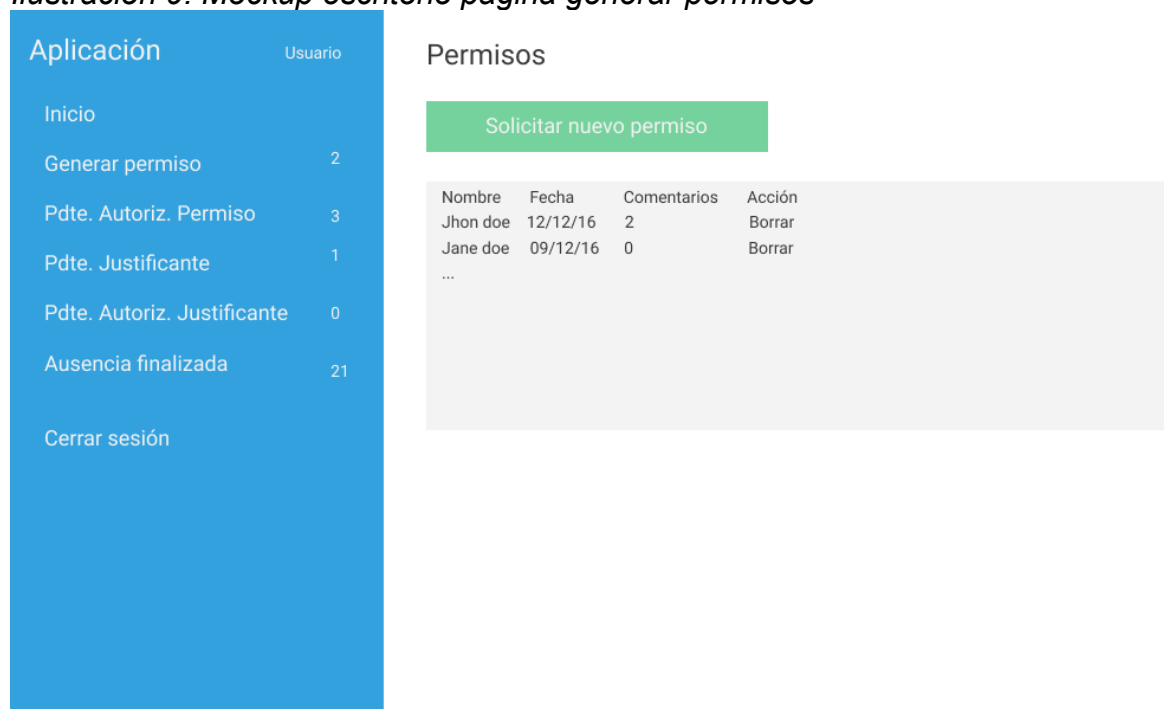 Ilustración 9: Mockup escritorio página generar permisos
Aplicación Usuario
Inicio
Generar permiso 2
Pdte. Autoriz. Permiso 3
Pdte. Justificante 1
Pdte. Autoriz. Justificante 0
Ausencia finalizada 21
Cerrar sesión
Permisos
Solicitar nuevo permiso
Nombre Fecha Comentarios Acción
Jhon doe 12/12/16 2 Borrar
Jane doe 09/12/16 0 Borrar
...